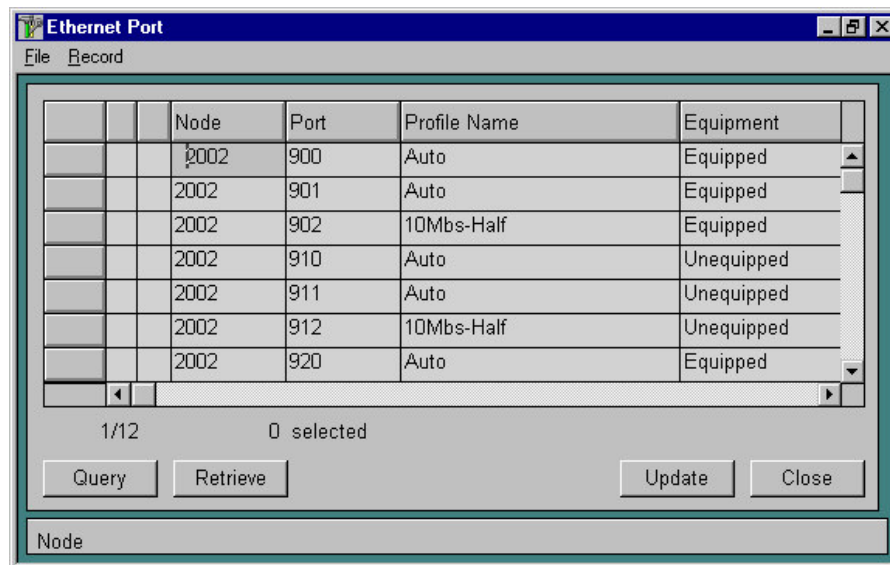 Ethernet Port
File Record
Node Port Profile Name Equipment
2002 900 Auto Equipped
2002 901 Auto Equipped
2002 902 10Mbs-Half Equipped
2002 910 Auto Unequipped
2002 911 Auto Unequipped
2002 912 10Mbs-Half Unequipped
2002 920 Auto Equipped
1/12 0 selected
Query Retrieve Update Close
Node